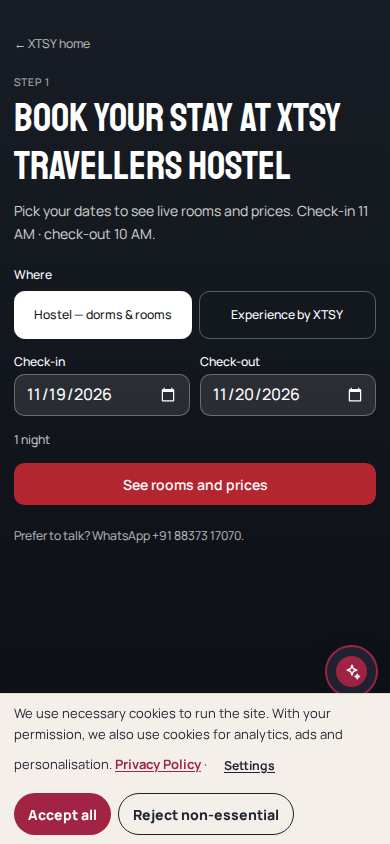 ← XTSY home
STEP 1
BOOK YOUR STAY AT XTSY
TRAVELLERS HOSTEL
Pick your dates to see live rooms and prices. Check-in 11
AM · check-out 10 AM.
Where
Hostel — dorms & rooms
Experience by XTSY
Check-in
Check-out
11/19/2026
11/20/2026
1 night
See rooms and prices
Prefer to talk? WhatsApp +91 88373 17070.
We use necessary cookies to run the site. With your
permission, we also use cookies for analytics, ads and
personalisation. Privacy Policy · Settings
Accept all
Reject non-essential